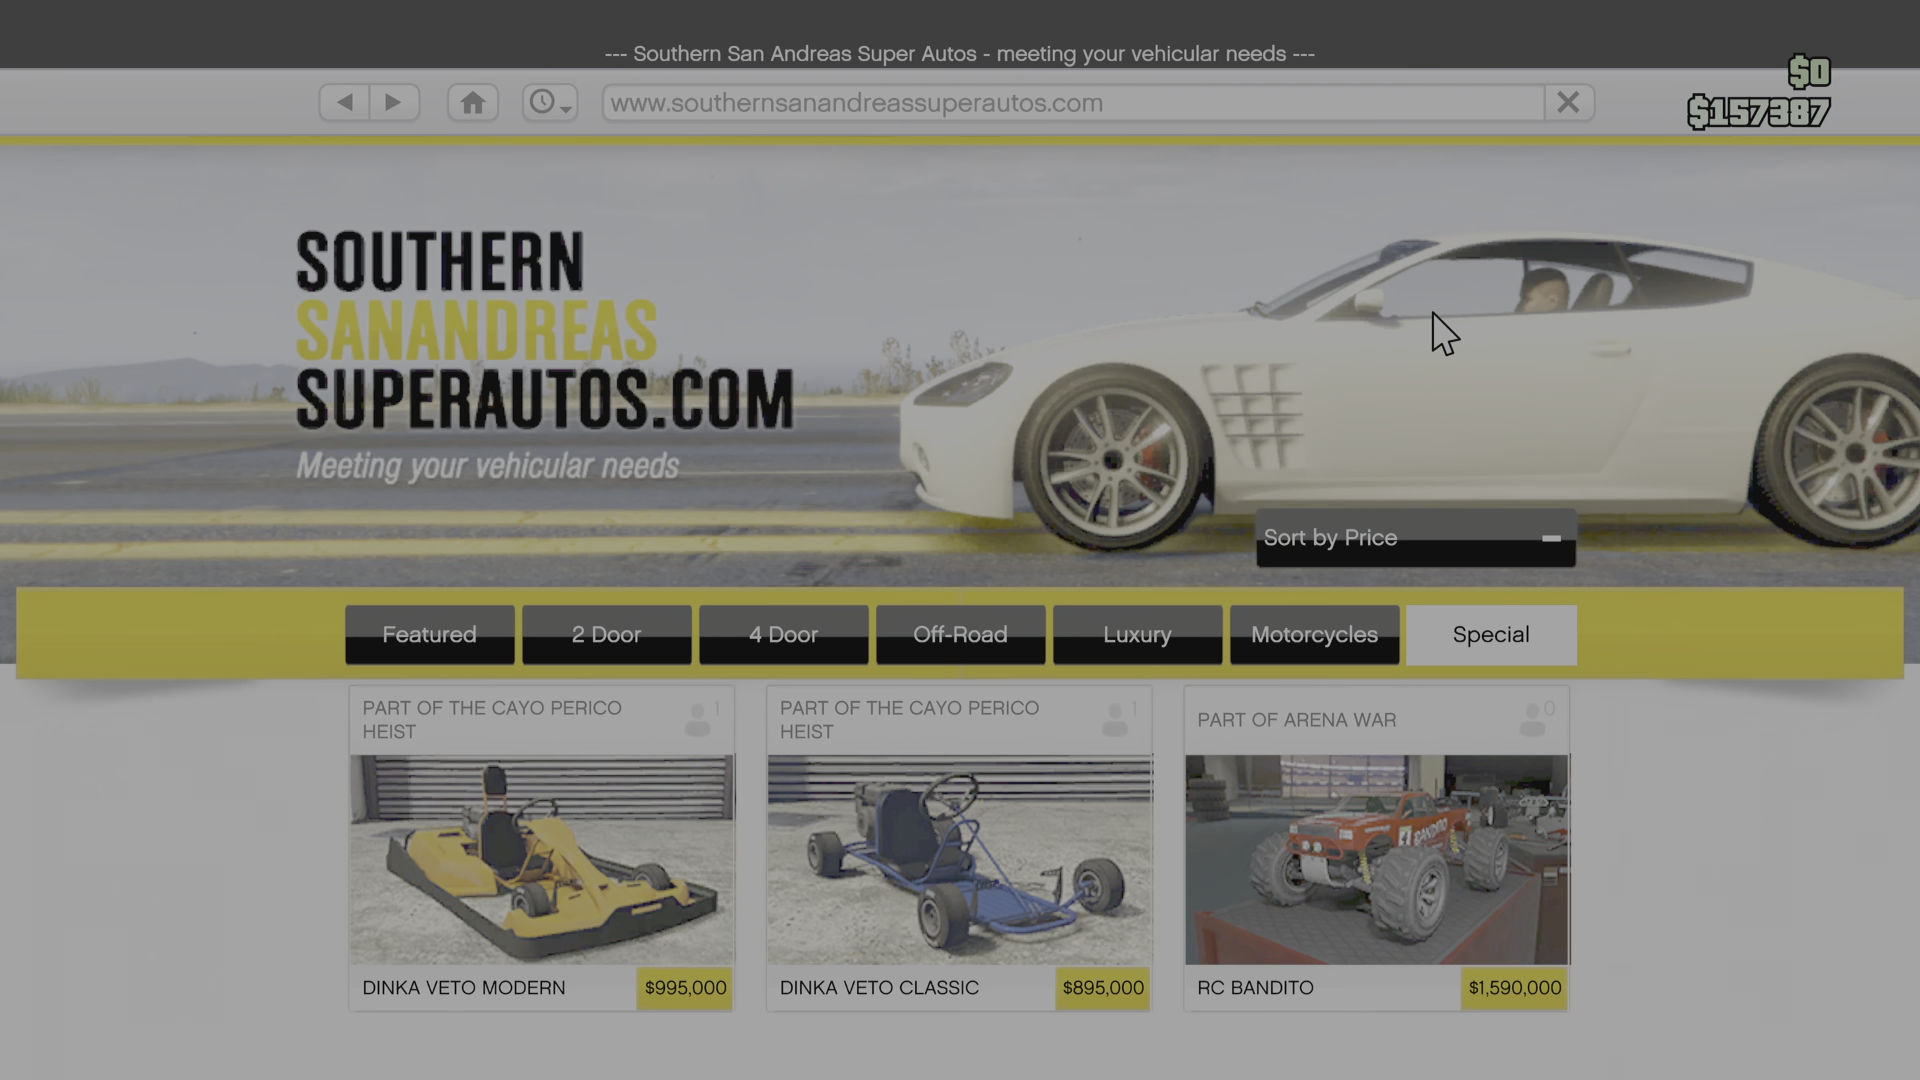 --- Southern San Andreas Super Autos - meeting your vehicular needs ---
$0
www.southernsanandreassuperautos.com
$157387
SOUTHERN
SANANDREAS
SUPERAUTOS.COM
Meeting your vehicular needs
Sort by Price
Featured
2 Door
4 Door
Off-Road
Luxury
Motorcycles
Special
PART OF THE CAYO PERICO
HEIST
1
PART OF THE CAYO PERICO
HEIST
1
PART OF ARENA WAR
0
BANDITO
DINKA VETO MODERN
$995,000
DINKA VETO CLASSIC
$895,000
RC BANDITO
$1,590,000